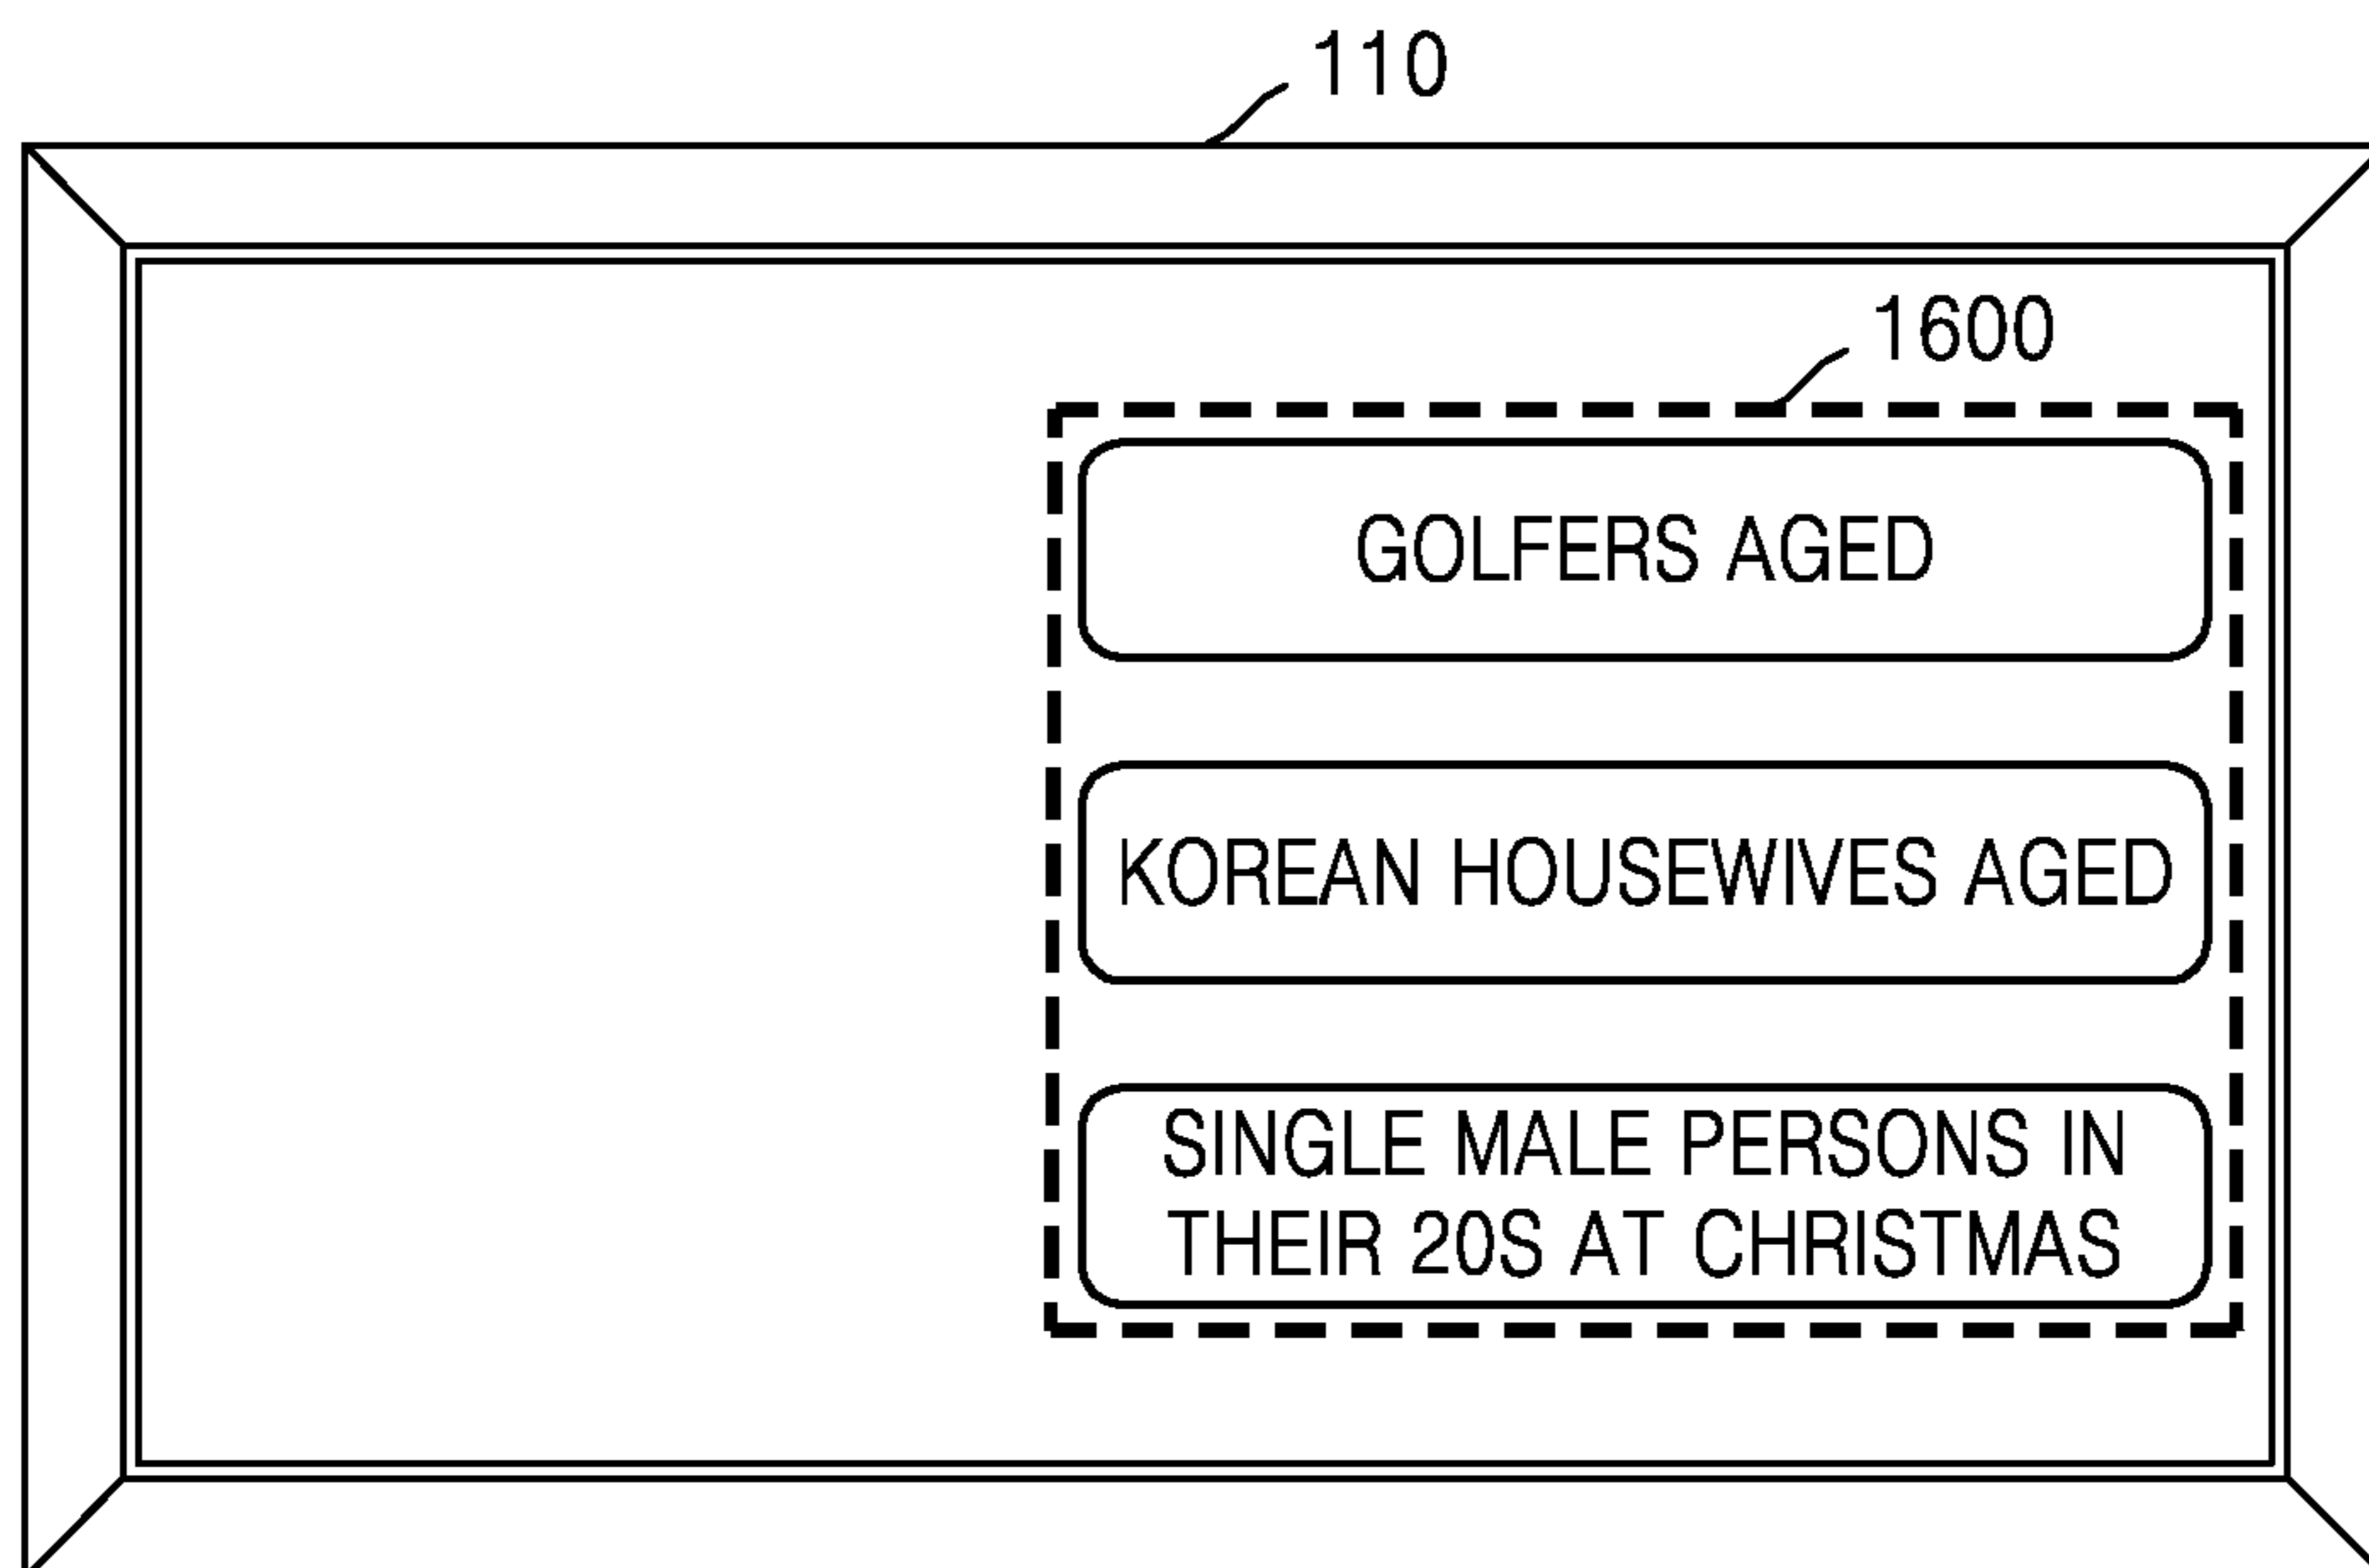 110
1600
GOLFERS AGED
KOREAN HOUSEWIVES AGED
SINGLE MALE PERSONS IN
THEIR 20S AT CHRISTMAS